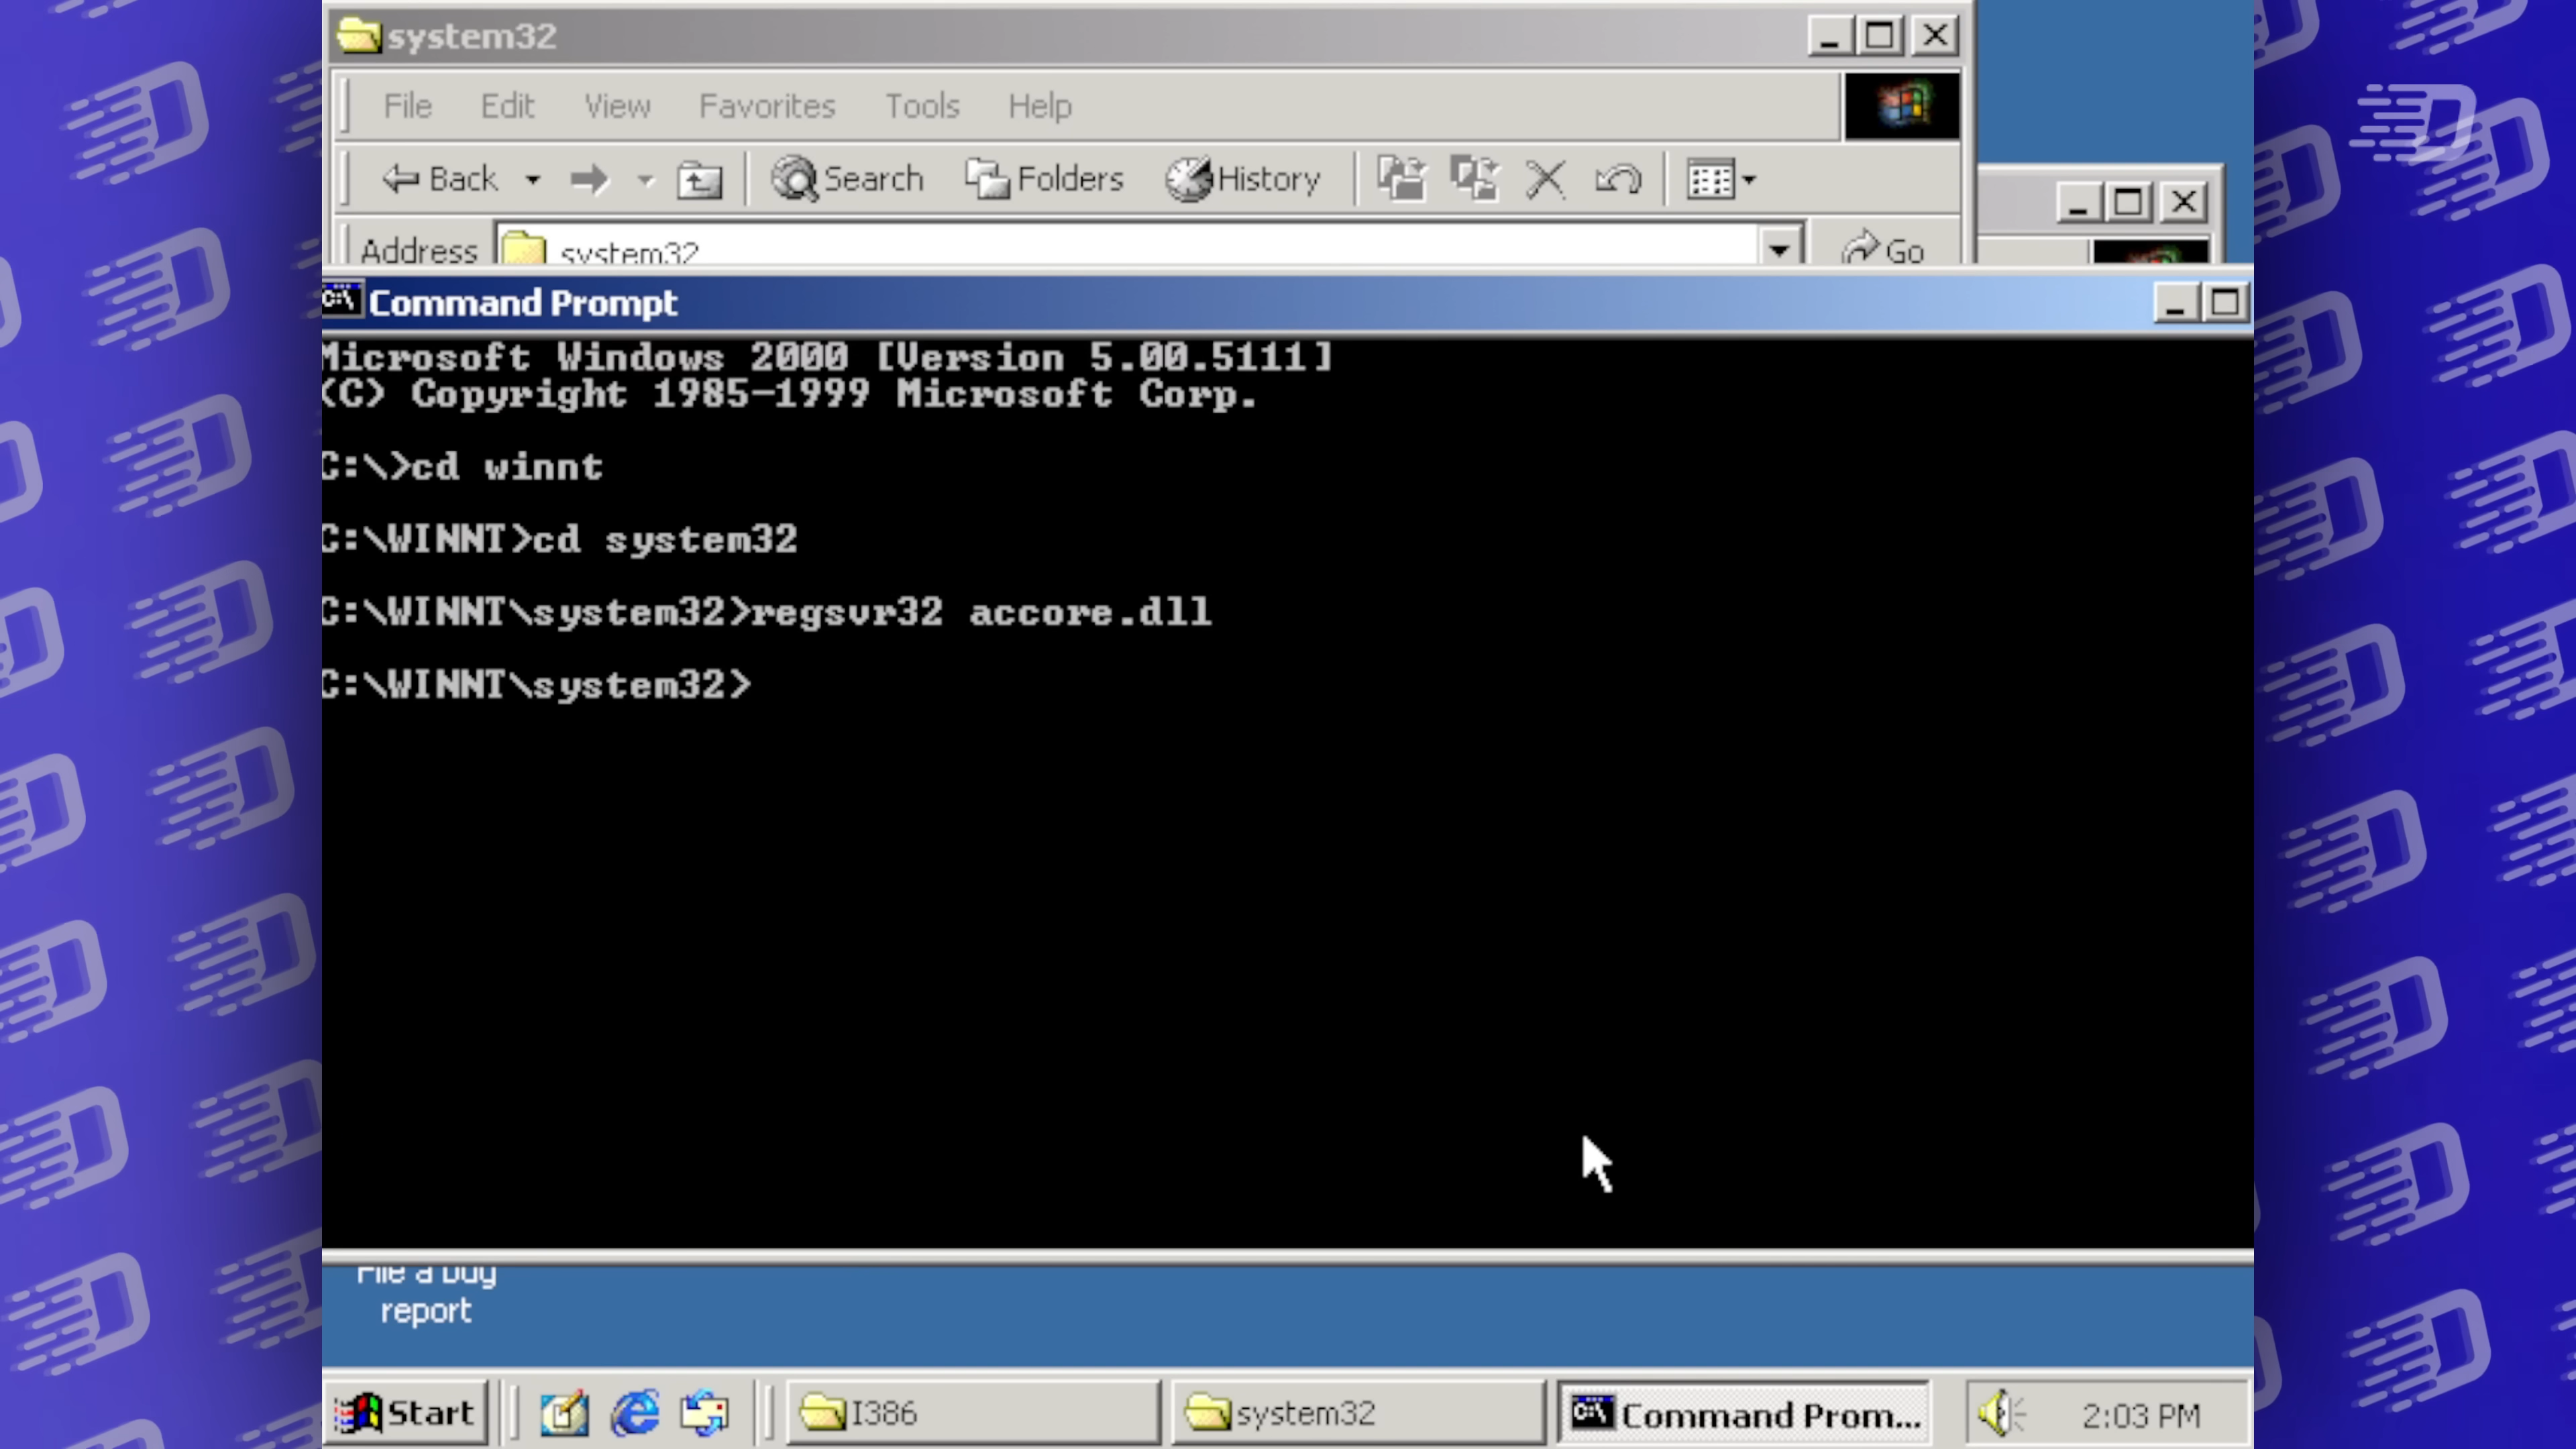 system32
File Edit View Favorites Tools Help
Back Search Folders History
Address system32 Go
Command Prompt
Microsoft Windows 2000 [Version 5.00.5111]
(C) Copyright 1985-1999 Microsoft Corp.
C:\>cd winnt
C:\WINNT>cd system32
C:\WINNT\system32>regsvr32 accore.dll
C:\WINNT\system32>
File a bug
report
Start I386 system32 Command Prom... 2:03 PM